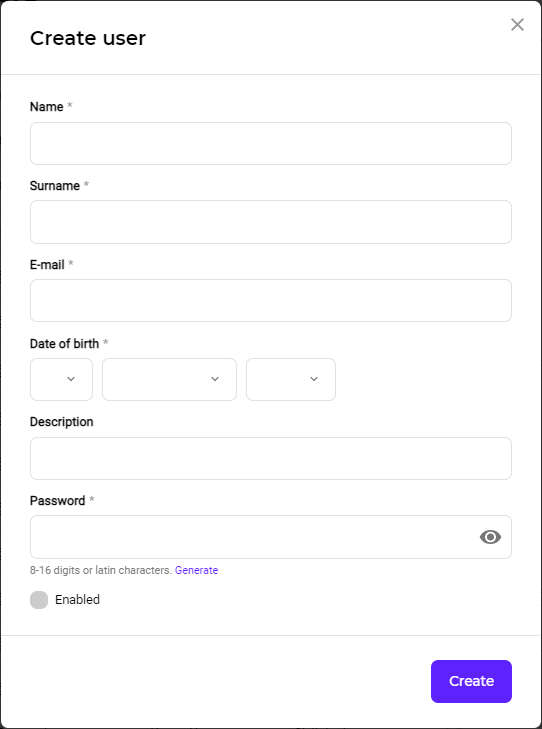 Create user
Name *
Surname *
E-mail *
Date of birth *
Description
Password *
8-16 digits or latin characters. Generate
Enabled
Create